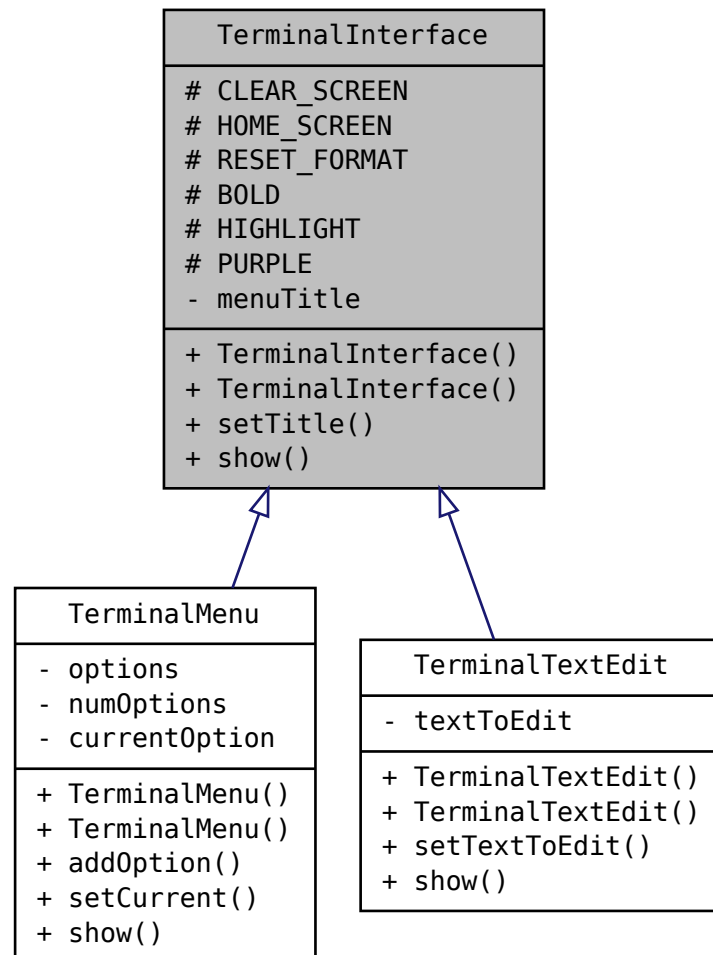 TerminalInterface
# CLEAR_SCREEN
# HOME_SCREEN
# RESET_FORMAT
# BOLD
# HIGHLIGHT
# PURPLE
- menuTitle
+ TerminalInterface()
+ TerminalInterface()
+ setTitle()
+ show()
TerminalMenu
- options
- numOptions
- currentOption
+ TerminalMenu()
+ TerminalMenu()
+ addOption()
+ setCurrent()
+ show()
TerminalTextEdit
- textToEdit
+ TerminalTextEdit()
+ TerminalTextEdit()
+ setTextToEdit()
+ show()